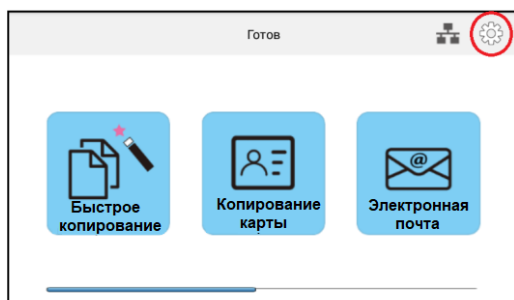 Готов
@
Быстрое
копирование
Копирование
карты
Электронная
почта